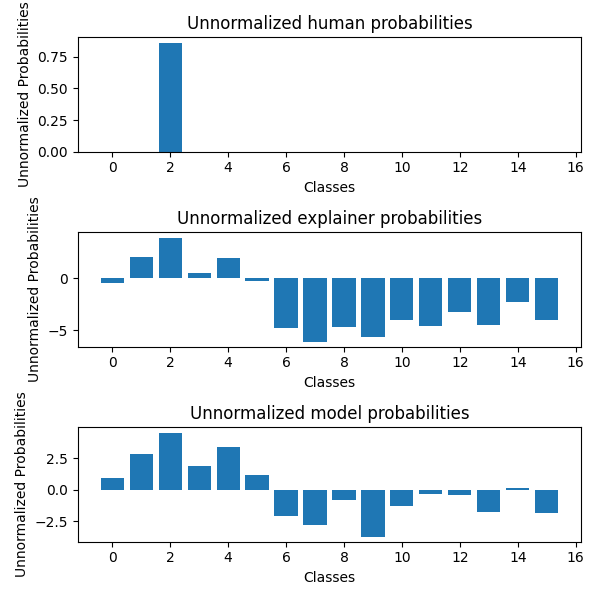 Unnormalized human probabilities
Unnormalized Probabilities
0.75
0.50
0.25
0.00
0 2 4 6 8 10 12 14 16
Classes
Unnormalized explainer probabilities
Unnormalized Probabilities
0
−5
0 2 4 6 8 10 12 14 16
Classes
Unnormalized model probabilities
Unnormalized Probabilities
2.5
0.0
−2.5
0 2 4 6 8 10 12 14 16
Classes